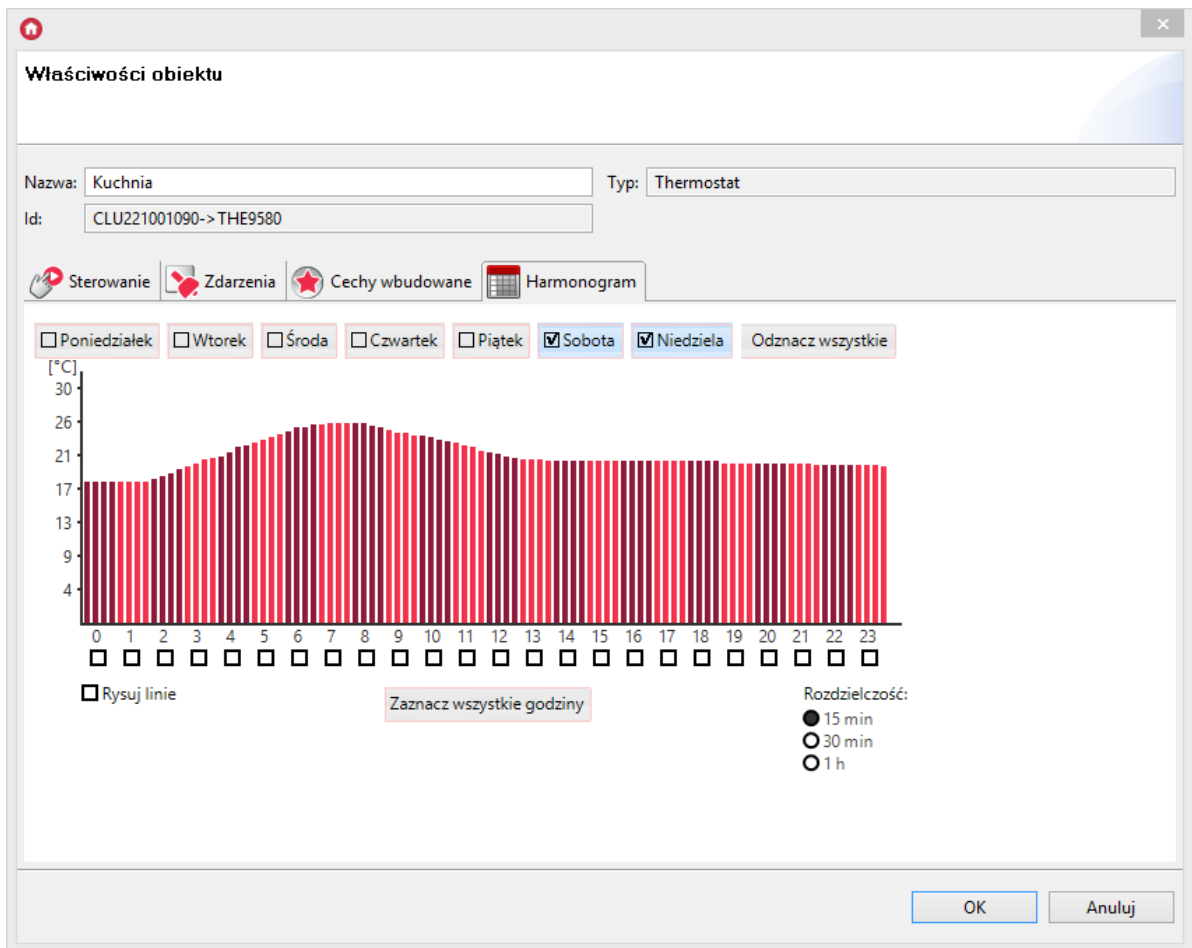 Właściwości obiektu
Nazwa: Kuchnia Typ: Thermostat
Id: CLU221001090->THE9580
Sterowanie Zdarzenia Cechy wbudowane Harmonogram
Poniedziałek Wtorek Środa Czwartek Piątek Sobota Niedziela Odznacz wszystkie
[°C]
30
26
21
17
13
9
4
0 1 2 3 4 5 6 7 8 9 10 11 12 13 14 15 16 17 18 19 20 21 22 23
Rysuj linie Zaznacz wszystkie godziny Rozdzielczość:
15 min
30 min
1 h
OK Anuluj